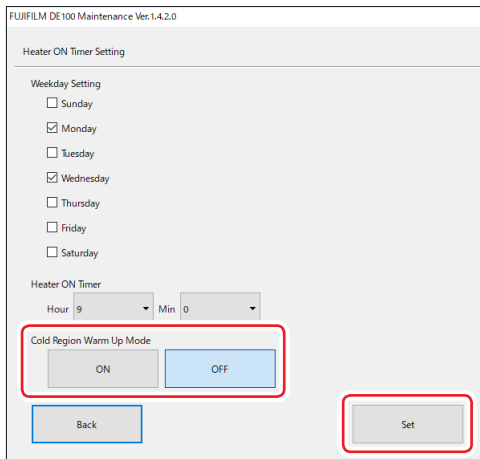 FUJIFILM DE100 Maintenance Ver.1.4.2.0
Heater ON Timer Setting
Weekday Setting
Sunday
Monday
Tuesday
Wednesday
Thursday
Friday
Saturday
Heater ON Timer
Hour 9 Min 0
Cold Region Warm Up Mode
ON OFF
Back Set